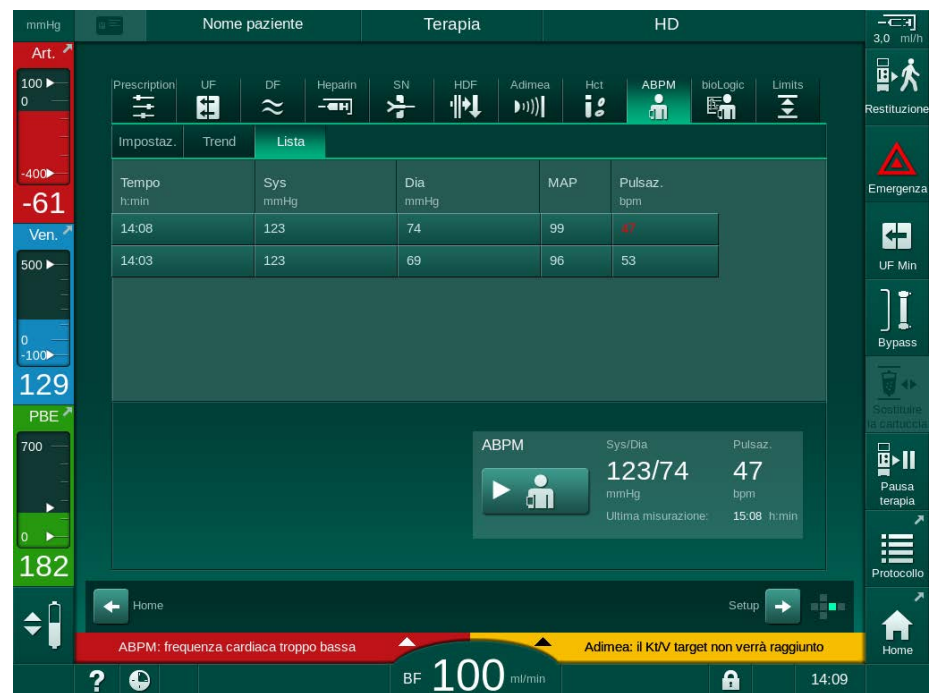 mmHg
Nome paziente
Terapia
HD
3,0 ml/h
Art.
100
0
-400
-61
Ven.
500
0
-100
129
PBE
700
0
182
Prescription
UF
DF
Heparin
SN
HDF
Adimea
Hct
ABPM
bioLogic
Limits
Impostaz.
Trend
Lista
Tempo
Sys
Dia
MAP
Pulsaz.
h:min
mmHg
mmHg
bpm
14:08 123 74 99 47
14:03 123 69 96 53
ABPM
Sys/Dia
Pulsaz.
123/74
47
mmHg
bpm
Ultima misurazione: 15:08 h:min
Home
Setup
ABPM: frequenza cardiaca troppo bassa
Adimea: il Kt/V target non verrà raggiunto
?
BF 100 ml/min
14:09
Restituzione
Emergenza
UF Min
Bypass
Sostituire
la cartuccia
Pausa
terapia
Protocollo
Home